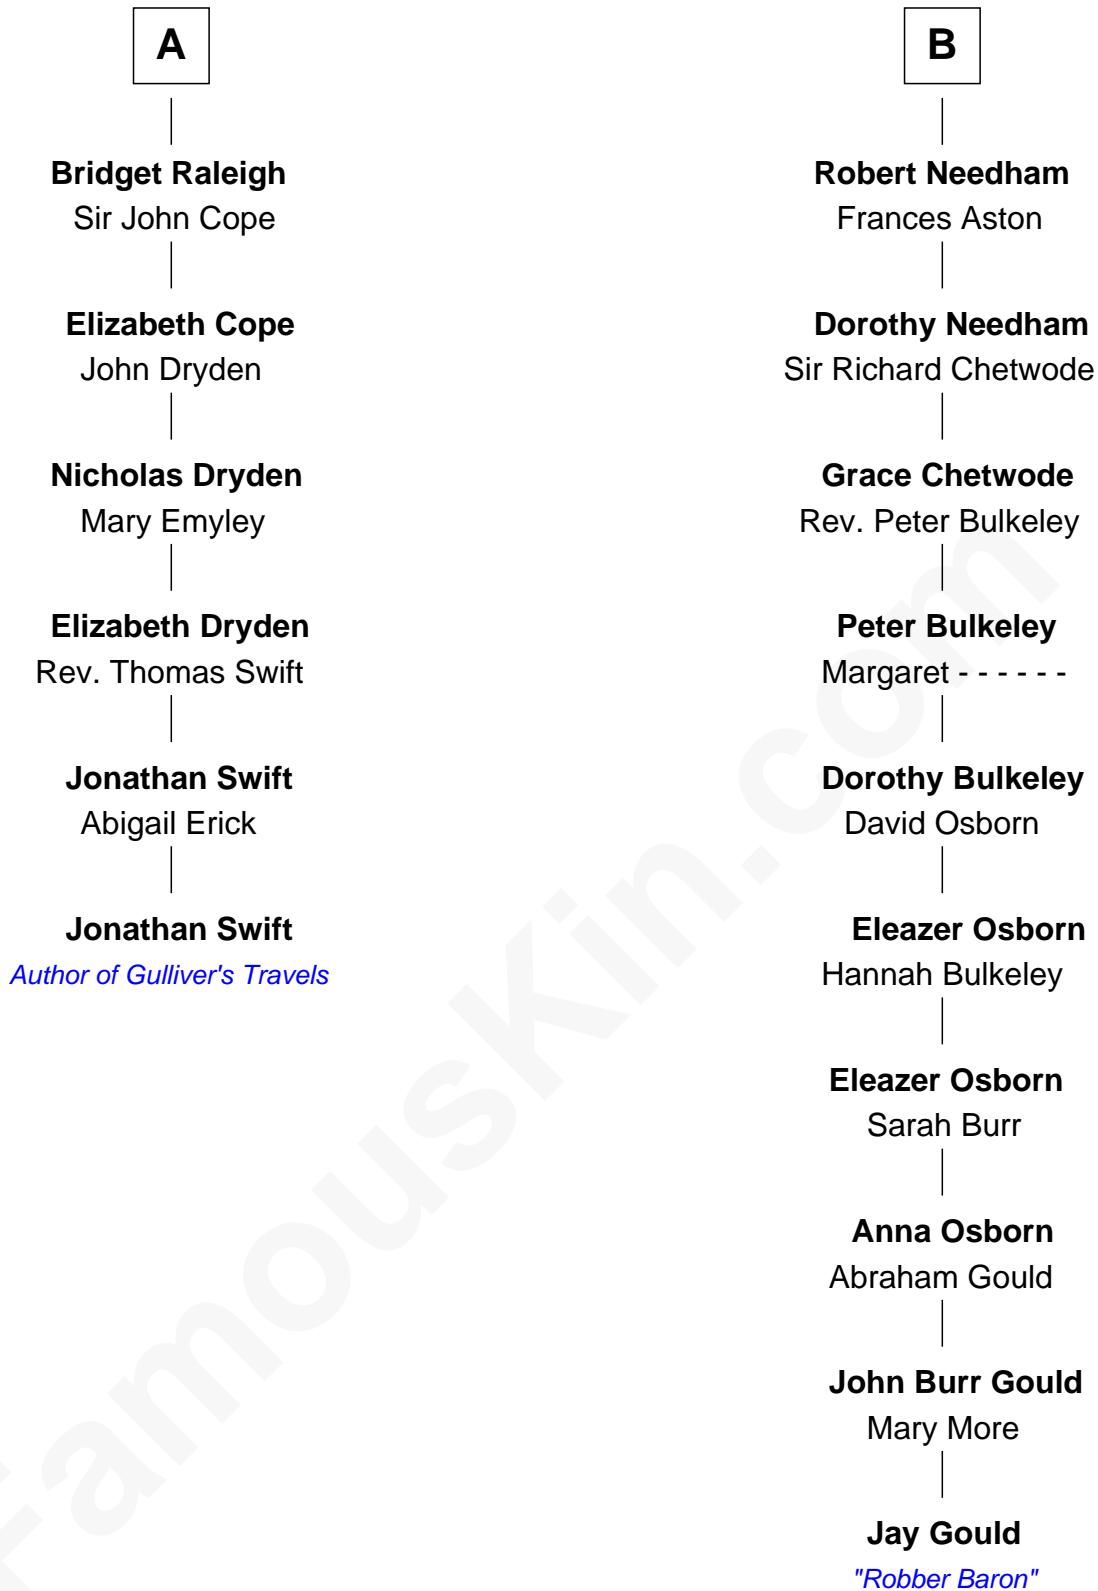 A
Bridget Raleigh
Sir John Cope
Elizabeth Cope
John Dryden
Nicholas Dryden
Mary Emyley
Elizabeth Dryden
Rev. Thomas Swift
Jonathan Swift
Abigail Erick
Jonathan Swift
Author of Gulliver's Travels
B
Robert Needham
Frances Aston
Dorothy Needham
Sir Richard Chetwode
Grace Chetwode
Rev. Peter Bulkeley
Peter Bulkeley
Margaret - - - - - -
Dorothy Bulkeley
David Osborn
Eleazer Osborn
Hannah Bulkeley
Eleazer Osborn
Sarah Burr
Anna Osborn
Abraham Gould
John Burr Gould
Mary More
Jay Gould
"Robber Baron"
FamousKin.com